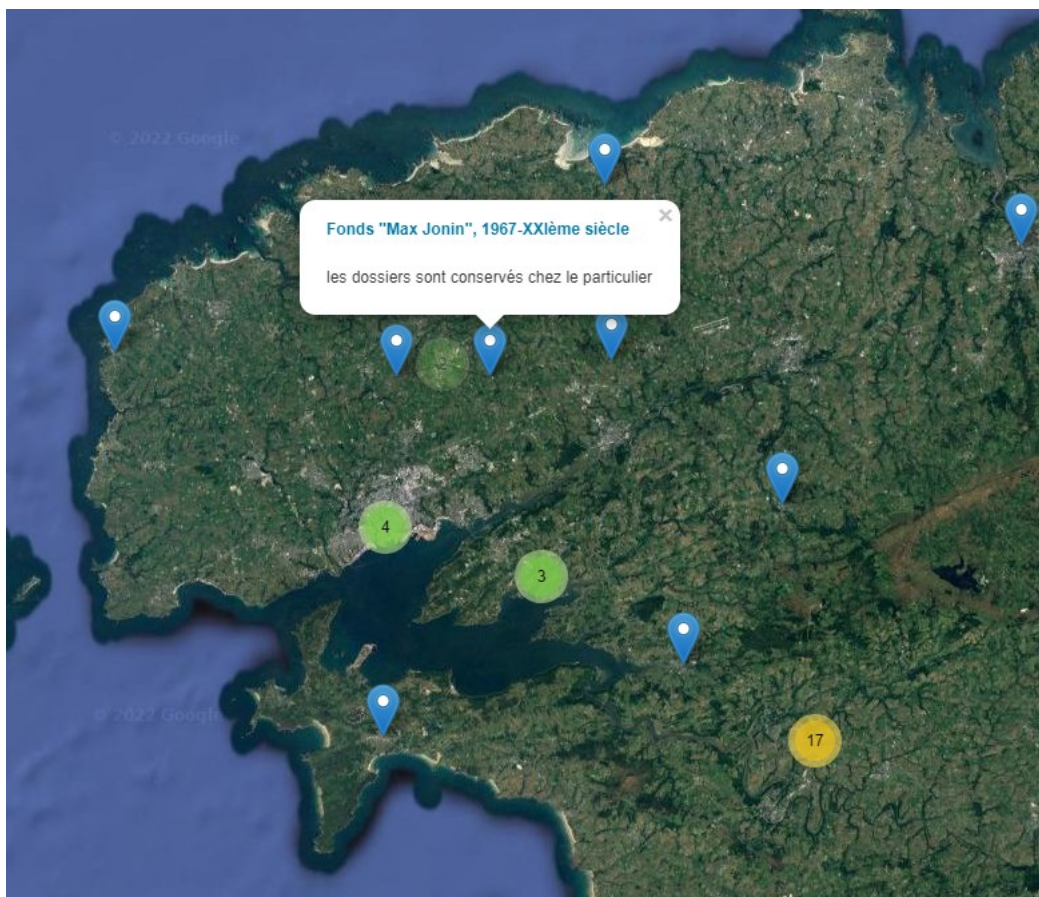 © 2022 Google
Fonds "Max Jonin", 1967-XXIème siècle
×
les dossiers sont conservés chez le particulier
4
3
© 2022 Google
17